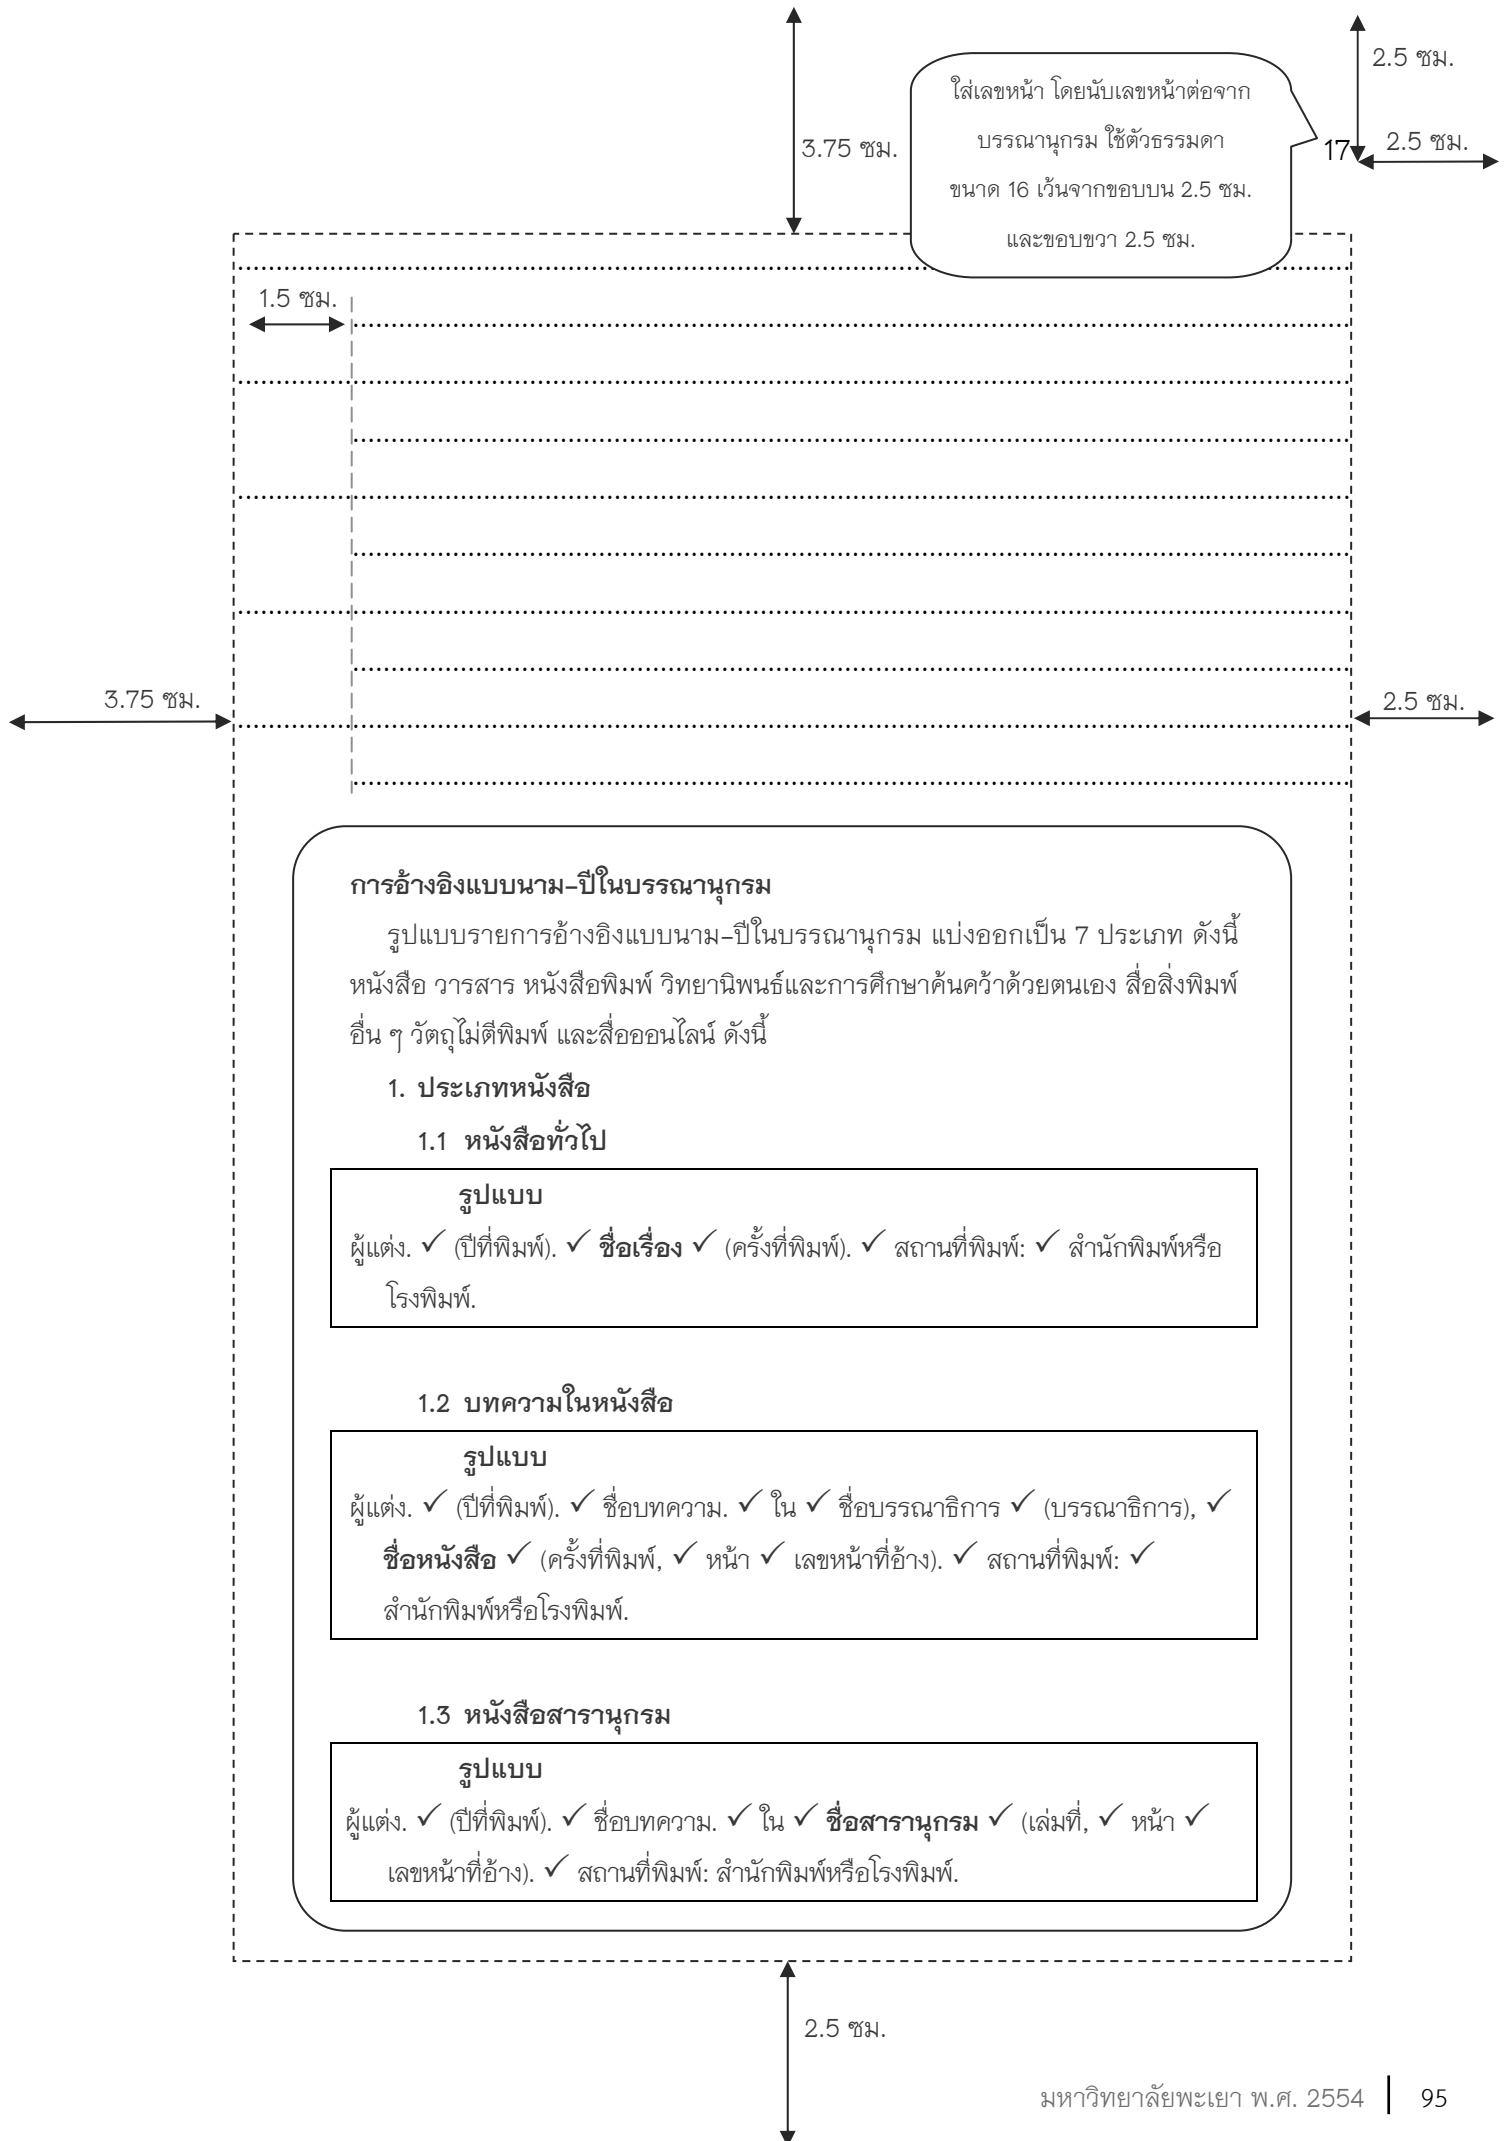 2.5 ซม.
ใส่เลขหน้า โดยนับเลขหน้าต่อจาก
บรรณานุกรม ใช้ตัวธรรมดา
ขนาด 16 เว้นจากขอบบน 2.5 ซม.
และขอบขวา 2.5 ซม.
3.75 ซม.
17
2.5 ซม.
1.5 ซม.
3.75 ซม.
2.5 ซม.
การอ้างอิงแบบนาม-ปีในบรรณานุกรม
รูปแบบรายการอ้างอิงแบบนาม-ปีในบรรณานุกรม แบ่งออกเป็น 7 ประเภท ดังนี้
หนังสือ วารสาร หนังสือพิมพ์ วิทยานิพนธ์และการศึกษาค้นคว้าด้วยตนเอง สื่อสิ่งพิมพ์
อื่น ๆ วัตถุไม่ตีพิมพ์ และสื่อออนไลน์ ดังนี้
1. ประเภทหนังสือ
1.1 หนังสือทั่วไป
รูปแบบ
ผู้แต่ง. ✓ (ปีที่พิมพ์). ✓ ชื่อเรื่อง ✓ (ครั้งที่พิมพ์). ✓ สถานที่พิมพ์: ✓ สำนักพิมพ์หรือ
โรงพิมพ์.
1.2 บทความในหนังสือ
รูปแบบ
ผู้แต่ง. ✓ (ปีที่พิมพ์). ✓ ชื่อบทความ. ✓ ใน ✓ ชื่อบรรณาธิการ ✓ (บรรณาธิการ), ✓
ชื่อหนังสือ ✓ (ครั้งที่พิมพ์, ✓ หน้า ✓ เลขหน้าที่อ้าง). ✓ สถานที่พิมพ์: ✓
สำนักพิมพ์หรือโรงพิมพ์.
1.3 หนังสือสารานุกรม
รูปแบบ
ผู้แต่ง. ✓ (ปีที่พิมพ์). ✓ ชื่อบทความ. ✓ ใน ✓ ชื่อสารานุกรม ✓ (เล่มที่, ✓ หน้า ✓
เลขหน้าที่อ้าง). ✓ สถานที่พิมพ์: สำนักพิมพ์หรือโรงพิมพ์.
2.5 ซม.
มหาวิทยาลัยพะเยา พ.ศ. 2554 | 95